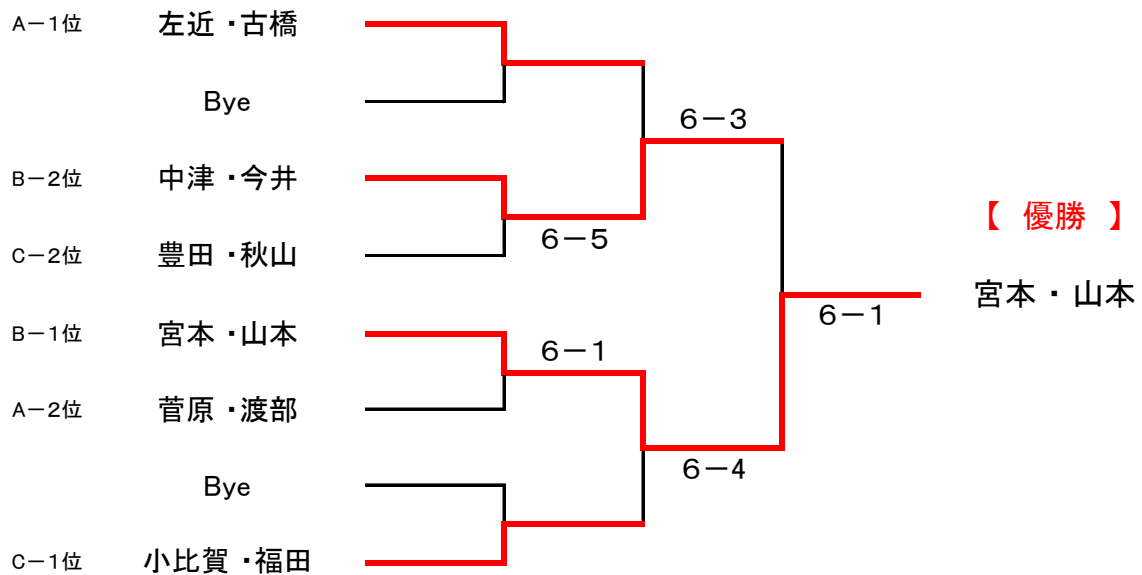 A－1位 左近・古橋
Bye
6－3
B－2位 中津・今井
【 優勝 】
6－5
C－2位 豊田・秋山
宮本・山本
6－1
B－1位 宮本・山本
6－1
A－2位 菅原・渡部
6－4
Bye
C－1位 小比賀・福田